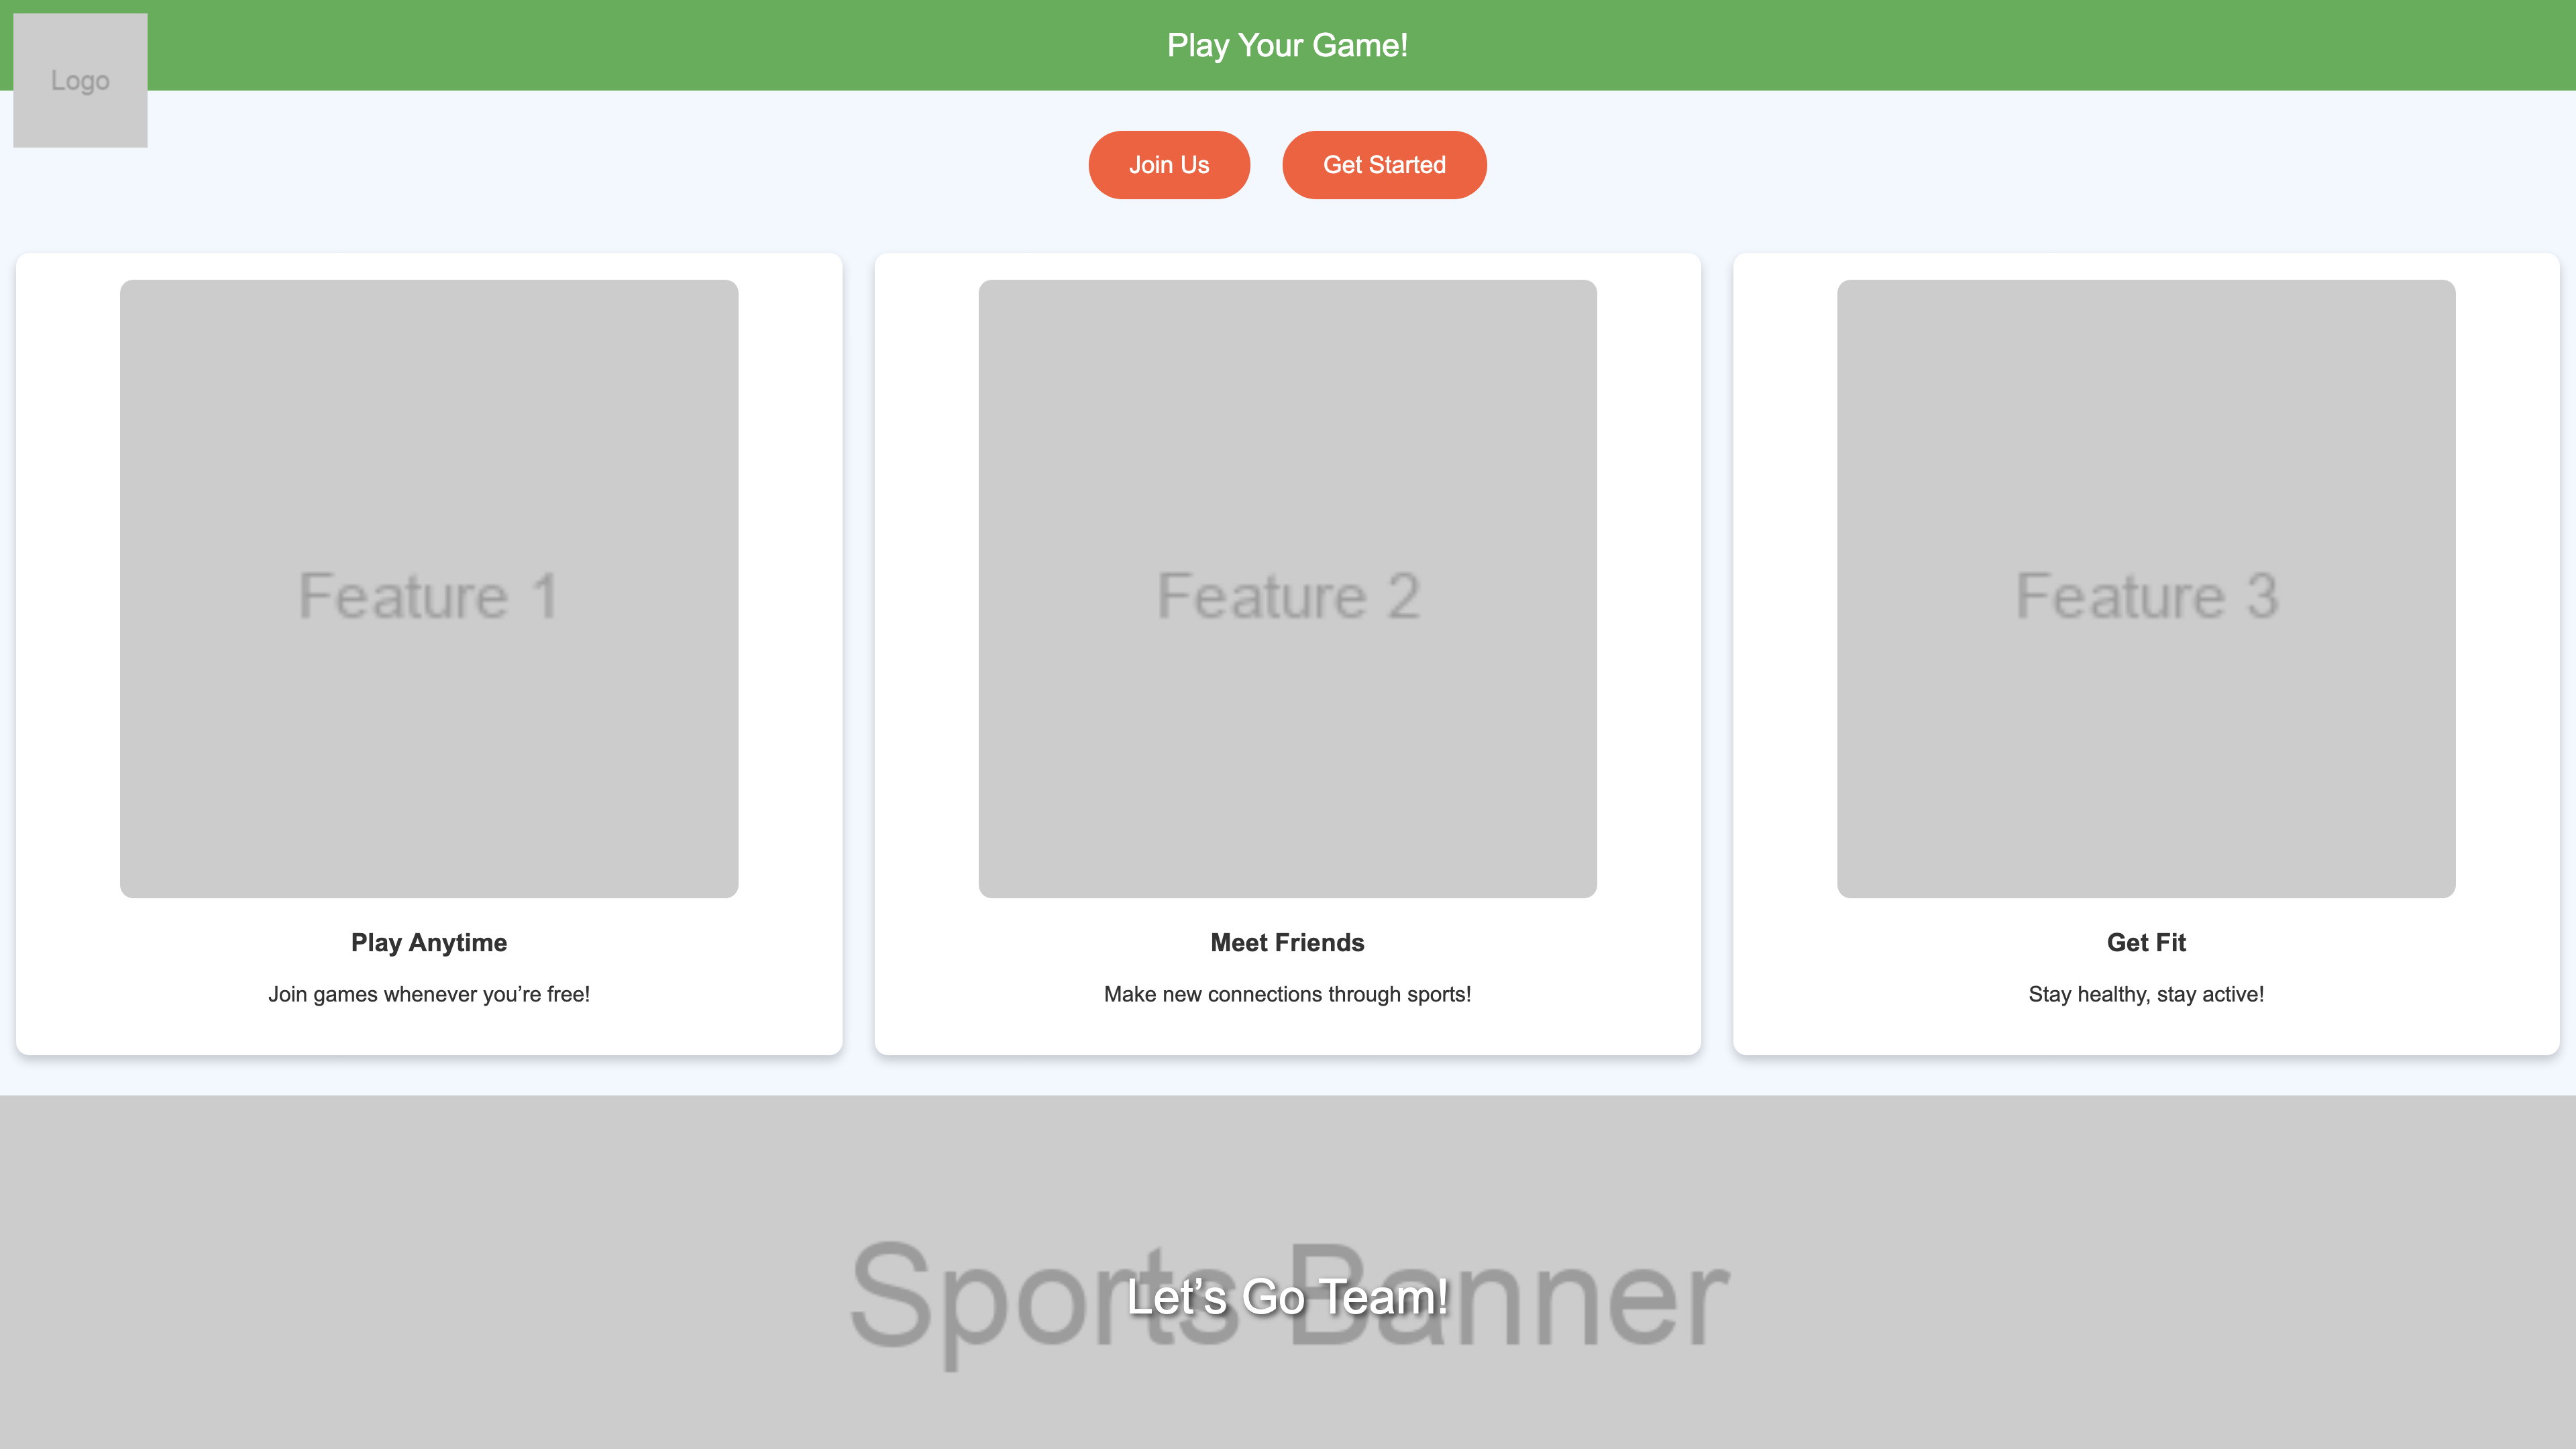 Play Your Game!
Logo
Join Us
Get Started
Feature 1
Feature 2
Feature 3
Play Anytime
Join games whenever you’re free!
Meet Friends
Make new connections through sports!
Get Fit
Stay healthy, stay active!
Sports Banner
Let’s Go Team!